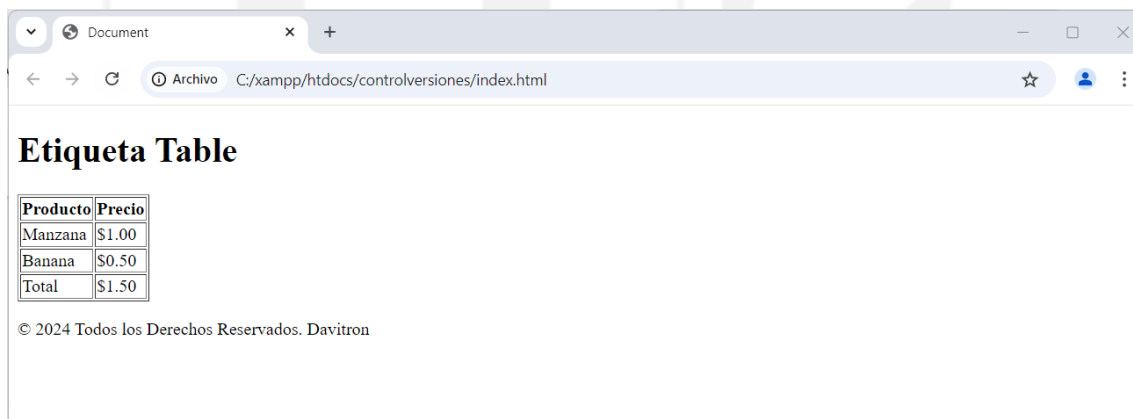 Document
Archivo C:/xampp/htdocs/controlversiones/index.html
Etiqueta Table
Producto Precio
Manzana $1.00
Banana $0.50
Total $1.50
© 2024 Todos los Derechos Reservados. Davitron